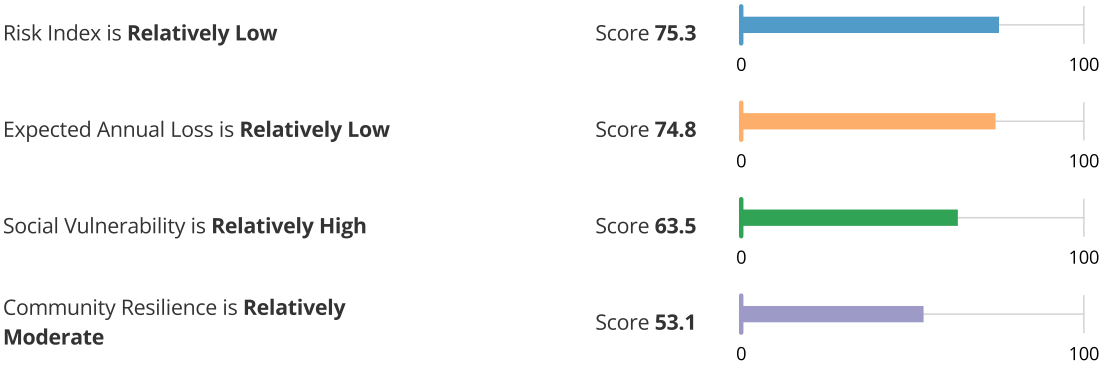 Risk Index is Relatively Low
Score 75.3
0
100
Expected Annual Loss is Relatively Low
Score 74.8
0
100
Social Vulnerability is Relatively High
Score 63.5
0
100
Community Resilience is Relatively
Moderate
Score 53.1
0
100